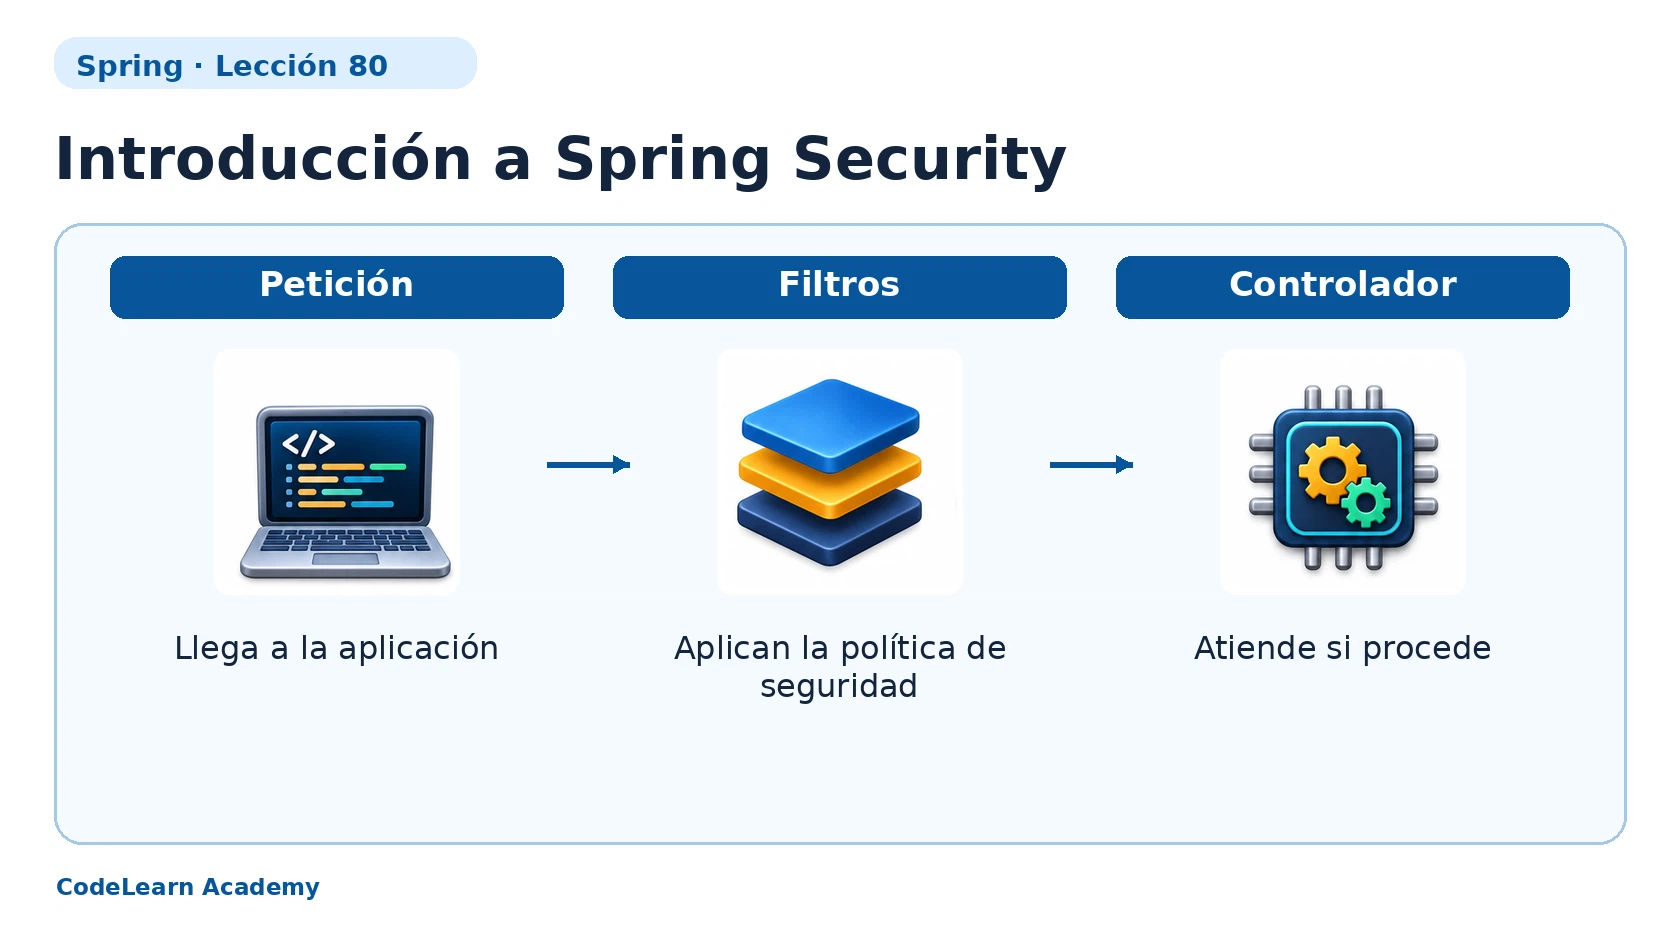 Spring · Lección 80
Introducción a Spring Security
Petición
Filtros
Controlador
</>
Llega a la aplicación
Aplican la política de
seguridad
Atiende si procede
CodeLearn Academy